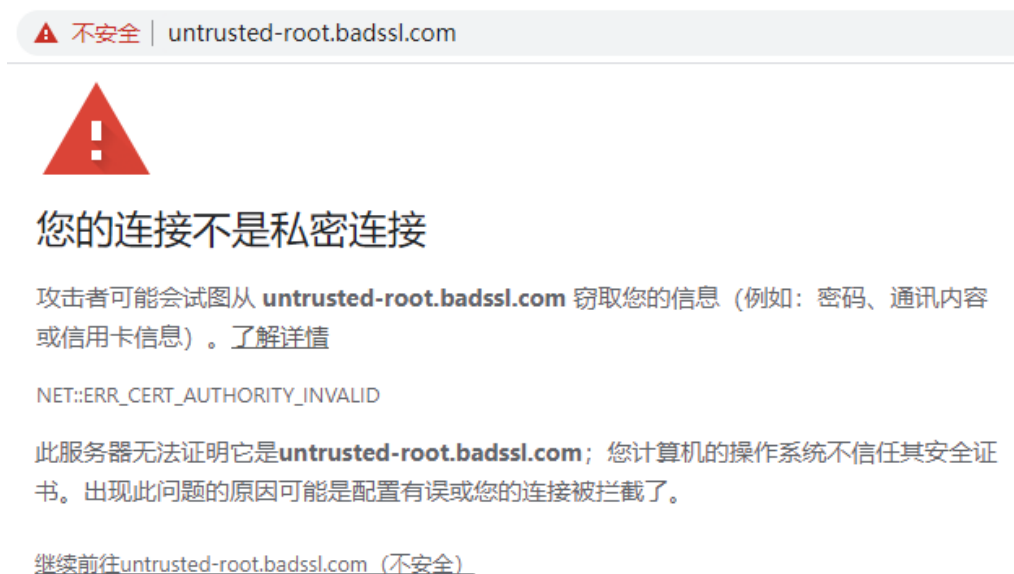 不安全 | untrusted-root.badssl.com
您的连接不是私密连接
攻击者可能会试图从 untrusted-root.badssl.com 窃取您的信息（例如：密码、通讯内容
或信用卡信息）。了解详情
NET::ERR_CERT_AUTHORITY_INVALID
此服务器无法证明它是untrusted-root.badssl.com；您计算机的操作系统不信任其安全证
书。出现此问题的原因可能是配置有误或您的连接被拦截了。
继续前往untrusted-root.badssl.com（不安全）